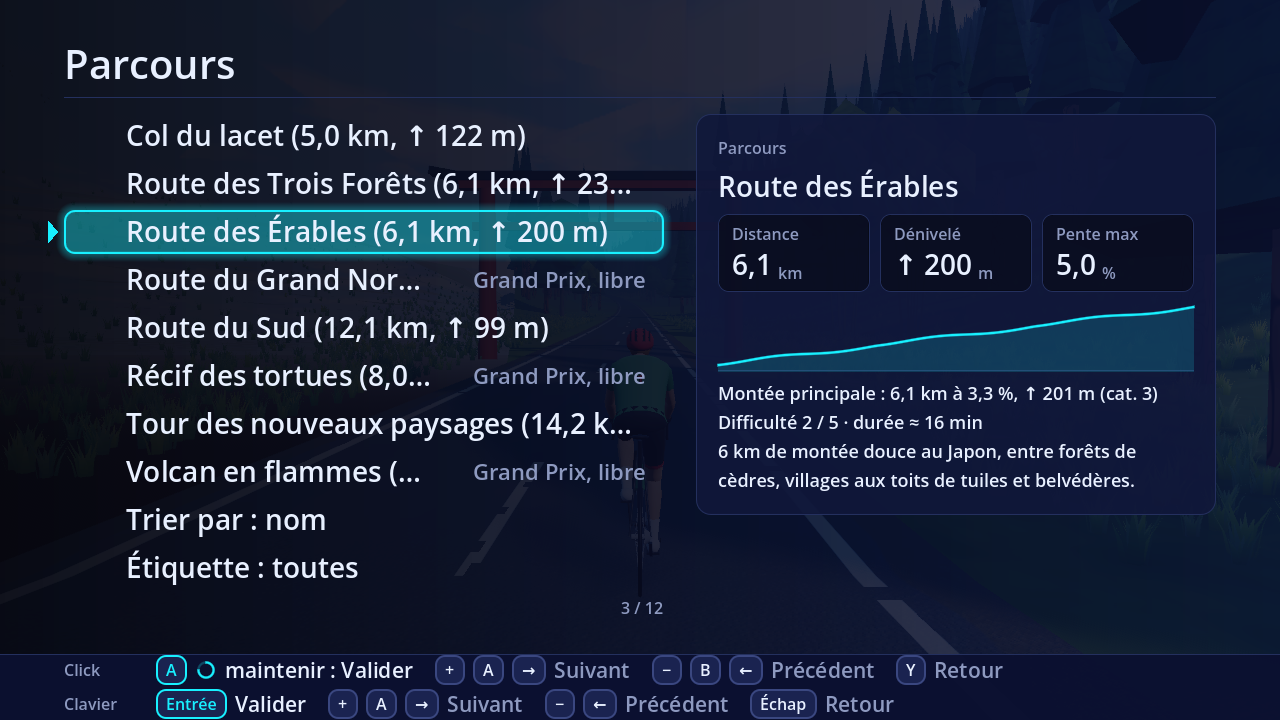 Parcours
Col du lacet (5,0 km, ↑ 122 m)
Route des Trois Forêts (6,1 km, ↑ 23...
Route des Érables (6,1 km, ↑ 200 m)
Route du Grand Nor... Grand Prix, libre
Route du Sud (12,1 km, ↑ 99 m)
Récif des tortues (8,0... Grand Prix, libre
Tour des nouveaux paysages (14,2 k...
Volcan en flammes (... Grand Prix, libre
Trier par : nom
Étiquette : toutes
3 / 12
Parcours
Route des Érables
Distance
6,1 km
Dénivelé
↑ 200 m
Pente max
5,0 %
Montée principale : 6,1 km à 3,3 %, ↑ 201 m (cat. 3)
Difficulté 2 / 5 · durée ≈ 16 min
6 km de montée douce au Japon, entre forêts de
cèdres, villages aux toits de tuiles et belvédères.
Click A maintenir : Valider + A → Suivant − B ← Précédent Y Retour
Clavier Entrée Valider + A → Suivant − ← Précédent Échap Retour